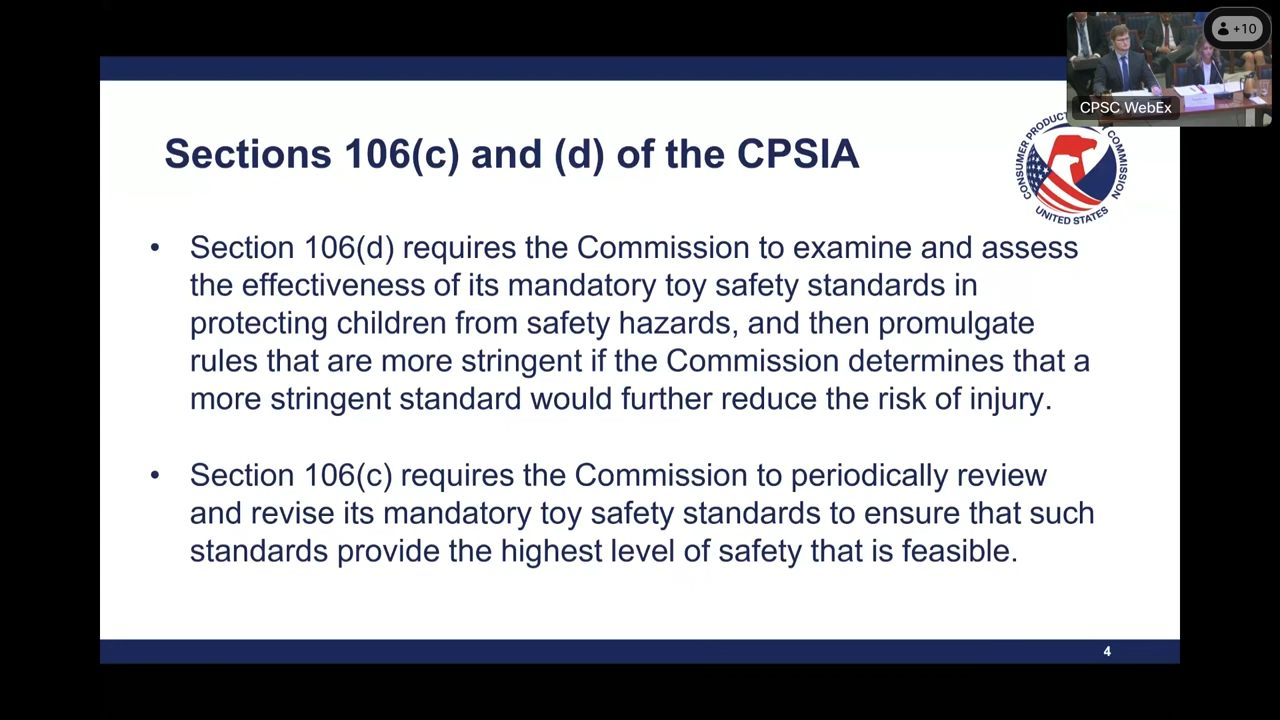 +10
CPSC WebEx
Sections 106(c) and (d) of the CPSIA
CONSUMER PRODUCT COMMISSION
UNITED STATES
• Section 106(d) requires the Commission to examine and assess
the effectiveness of its mandatory toy safety standards in
protecting children from safety hazards, and then promulgate
rules that are more stringent if the Commission determines that a
more stringent standard would further reduce the risk of injury.
• Section 106(c) requires the Commission to periodically review
and revise its mandatory toy safety standards to ensure that such
standards provide the highest level of safety that is feasible.
4